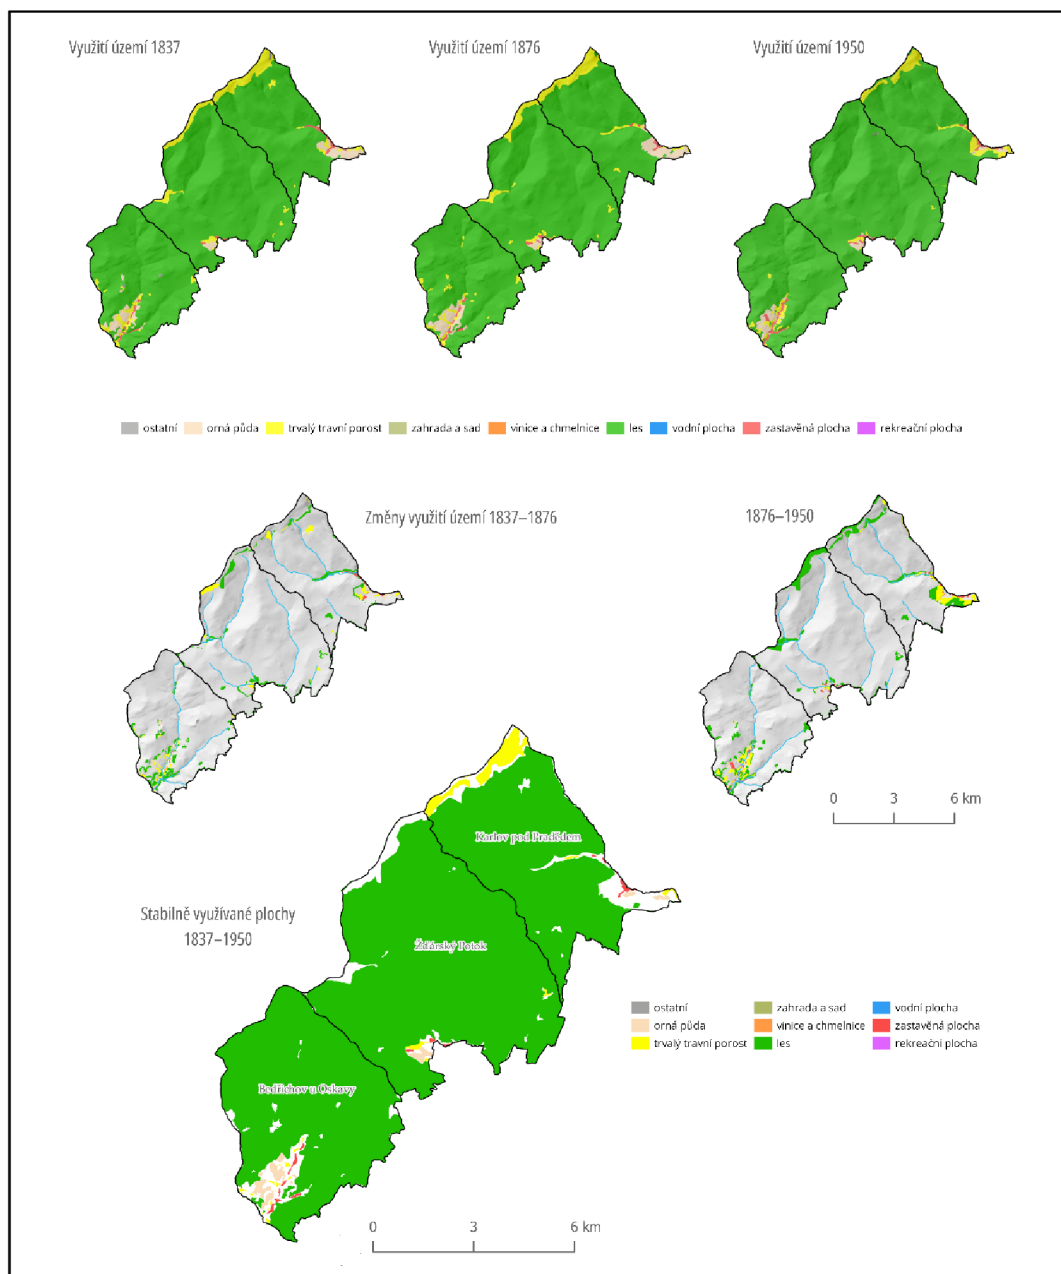 Využití území 1837
Využití území 1876
Využití území 1950
ostatní
orná půda
trvalý travní porost
zahrada a sad
vinice a chmelnice
les
vodní plocha
zastavěná plocha
rekreační plocha
Změny využití území 1837–1876
1876–1950
0 3 6 km
Karlov pod Pradědem
Stabilně využívané plochy
1837–1950
Žďárský Potok
ostatní
orná půda
trvalý travní porost
zahrada a sad
vinice a chmelnice
les
vodní plocha
zastavěná plocha
rekreační plocha
Bedřichov u Oskavy
0 3 6 km